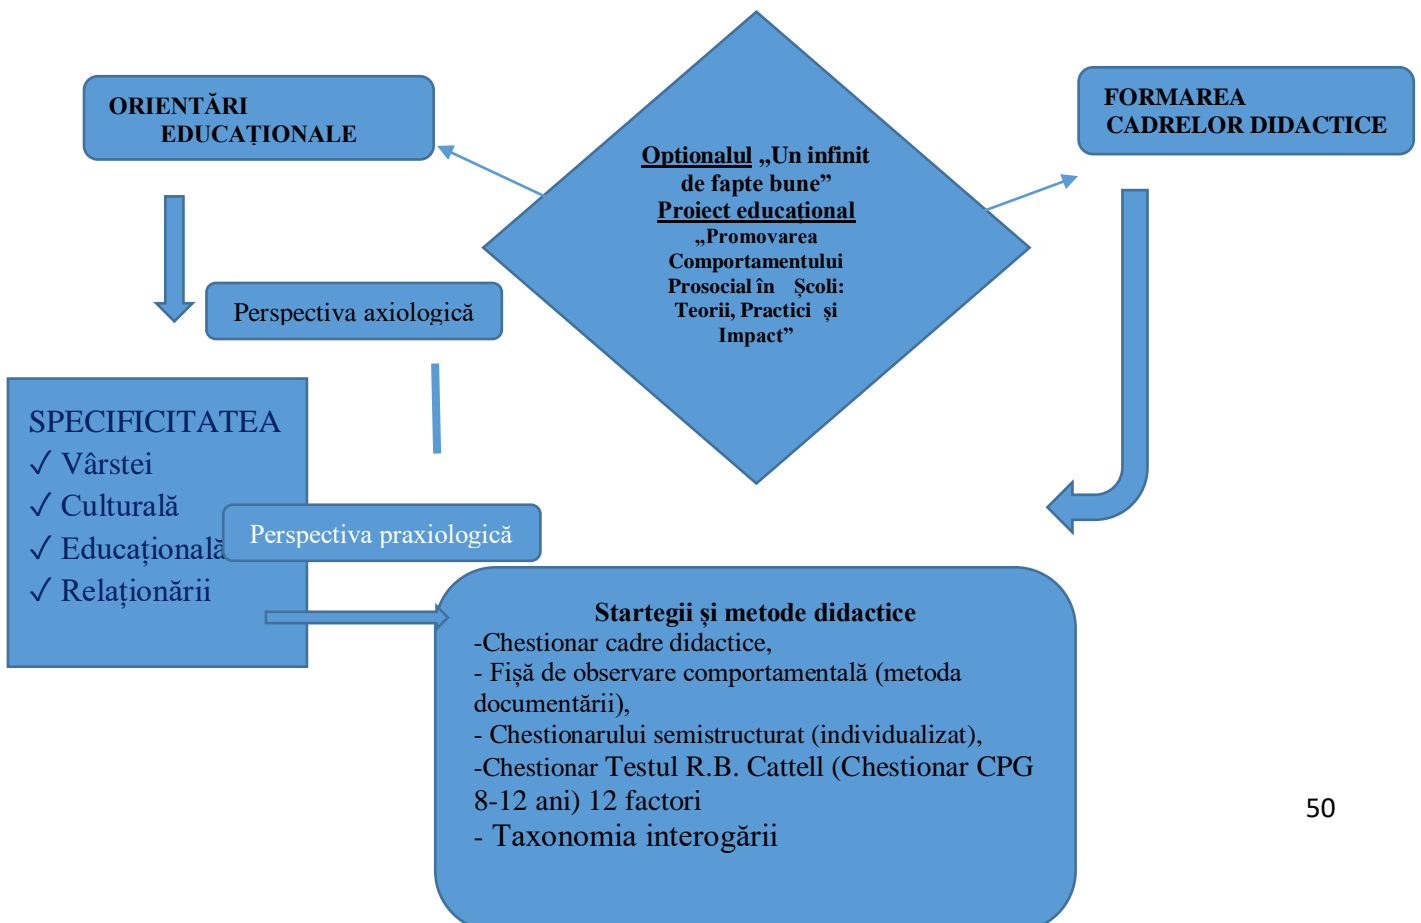 ORIENTĂRI
EDUCAȚIONALE
Optionalul „Un infinit
de fapte bune”
Proiect educațional
„Promovarea
Comportamentului
Prosocial în Școli:
Teorii, Practici și
Impact”
FORMAREA
CADRELOR DIDACTICE
Perspectiva axiologică
SPECIFICITATEA
✓ Vârstei
✓ Culturală
✓ Educațională
✓ Relaționării
Perspectiva praxiologică
Startegii și metode didactice
-Chestionar cadre didactice,
- Fișă de observare comportamentală (metoda
documentării),
- Chestionarului semistructurat (individualizat),
-Chestionar Testul R.B. Cattell (Chestionar CPG
8-12 ani) 12 factori
- Taxonomia interogării
50